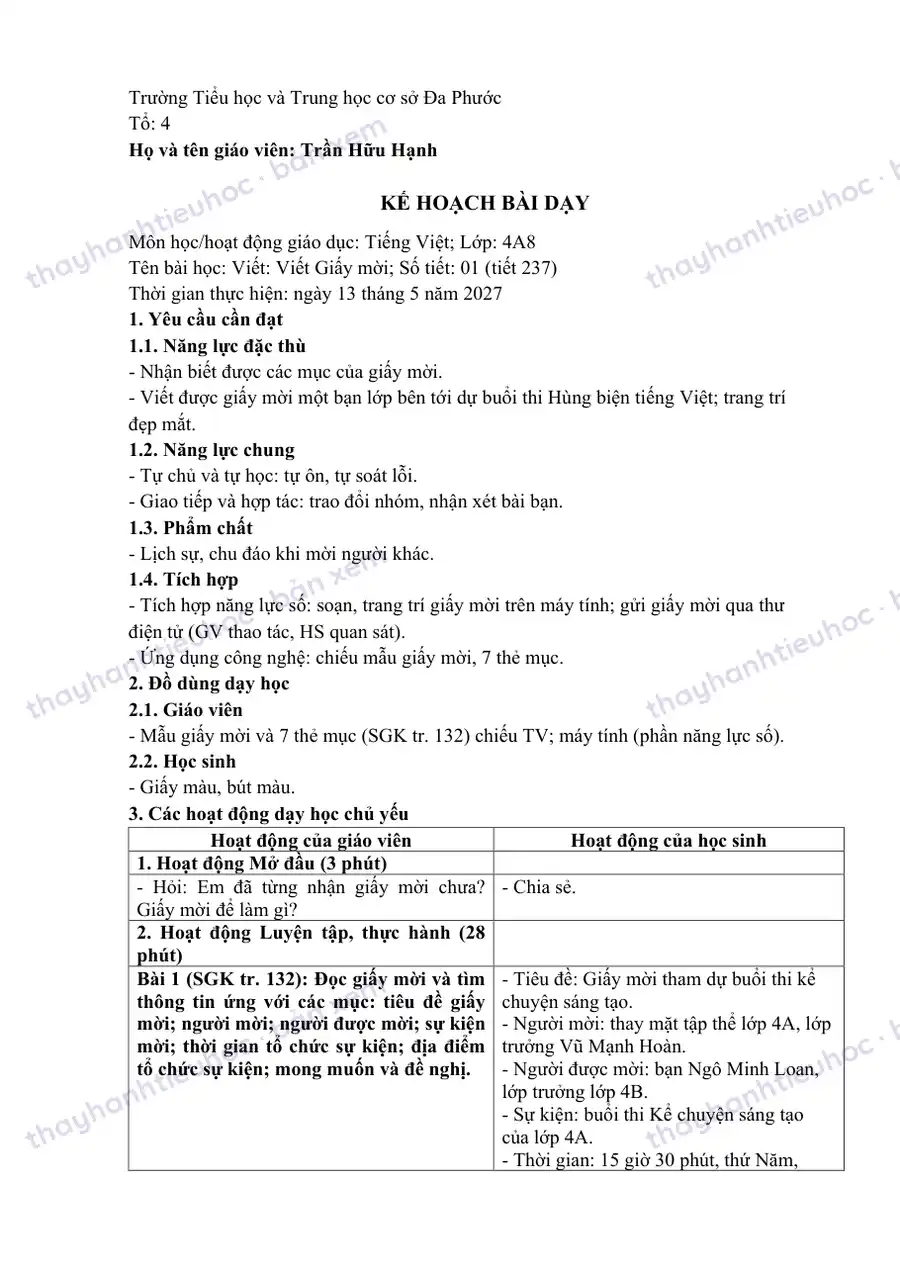 Trường Tiểu học và Trung học cơ sở Đa Phước
Tổ: 4
Họ và tên giáo viên: Trần Hữu Hạnh
KẾ HOẠCH BÀI DẠY
Môn học/hoạt động giáo dục: Tiếng Việt; Lớp: 4A8
Tên bài học: Viết: Viết Giấy mời; Số tiết: 01 (tiết 237)
Thời gian thực hiện: ngày 13 tháng 5 năm 2027
1. Yêu cầu cần đạt
1.1. Năng lực đặc thù
- Nhận biết được các mục của giấy mời.
- Viết được giấy mời một bạn lớp bên tới dự buổi thi Hùng biện tiếng Việt; trang trí
đẹp mắt.
1.2. Năng lực chung
- Tự chủ và tự học: tự ôn, tự soát lỗi.
- Giao tiếp và hợp tác: trao đổi nhóm, nhận xét bài bạn.
1.3. Phẩm chất
- Lịch sự, chu đáo khi mời người khác.
1.4. Tích hợp
- Tích hợp năng lực số: soạn, trang trí giấy mời trên máy tính; gửi giấy mời qua thư
điện tử (GV thao tác, HS quan sát).
- Ứng dụng công nghệ: chiếu mẫu giấy mời, 7 thẻ mục.
2. Đồ dùng dạy học
2.1. Giáo viên
- Mẫu giấy mời và 7 thẻ mục (SGK tr. 132) chiếu TV; máy tính (phần năng lực số).
2.2. Học sinh
- Giấy màu, bút màu.
3. Các hoạt động dạy học chủ yếu
Hoạt động của giáo viên
Hoạt động của học sinh
1. Hoạt động Mở đầu (3 phút)
- Hỏi: Em đã từng nhận giấy mời chưa?
Giấy mời để làm gì?
- Chia sẻ.
2. Hoạt động Luyện tập, thực hành (28
phút)
Bài 1 (SGK tr. 132): Đọc giấy mời và tìm
thông tin ứng với các mục: tiêu đề giấy
mời; người mời; người được mời; sự kiện
mời; thời gian tổ chức sự kiện; địa điểm
tổ chức sự kiện; mong muốn và đề nghị.
- Tiêu đề: Giấy mời tham dự buổi thi kể
chuyện sáng tạo.
- Người mời: thay mặt tập thể lớp 4A, lớp
trưởng Vũ Mạnh Hoàn.
- Người được mời: bạn Ngô Minh Loan,
lớp trưởng lớp 4B.
- Sự kiện: buổi thi Kể chuyện sáng tạo
của lớp 4A.
- Thời gian: 15 giờ 30 phút, thứ Năm,
thayhanhtieuhoc · bản xem
thayhanhtieuhoc · b
thayhanhtieuhoc · bản xem
thayhanhtieuhoc · b
thayhanhtieuhoc · bản xem
thayhanhtieuhoc · b